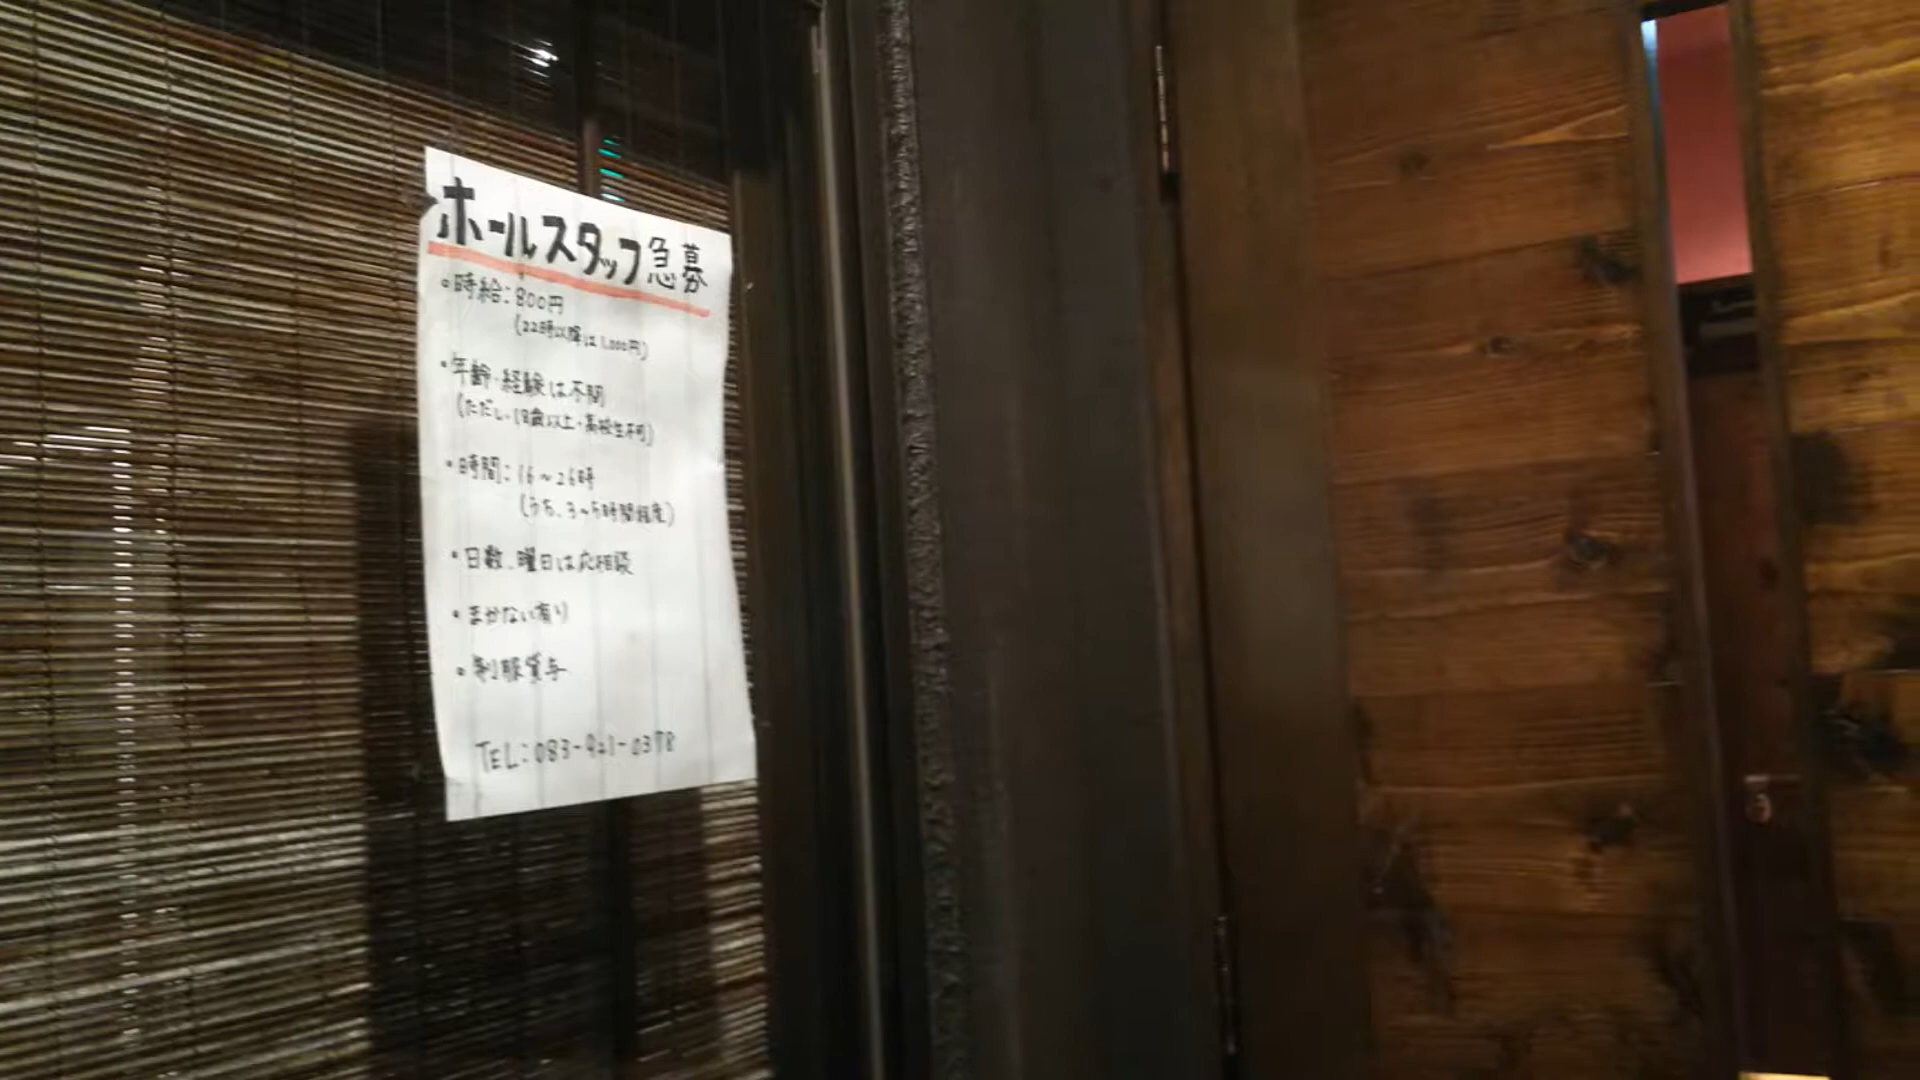 ホールスタッフ急募
・時給:800円
(22時以降は1,000円)
・年齢・経験は不問
(ただし、18歳以上・高校生不可)
・時間:16~26時
(うち、3~5時間程度)
・日数、曜日は応相談
・まかない有り
・制服貸与
TEL:083-921-0378